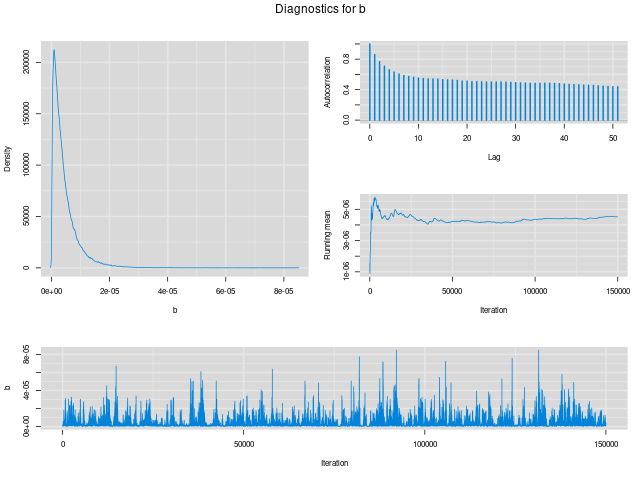 Diagnostics for b
Density
0 50000 100000 150000 200000
0e+00 2e-05 4e-05 6e-05 8e-05
b
Autocorrelation
0.0 0.4 0.8
0 10 20 30 40 50
Lag
Running mean
1e-06 3e-06 5e-06
0 50000 100000 150000
Iteration
b
0e+00 4e-05 8e-05
0 50000 100000 150000
Iteration